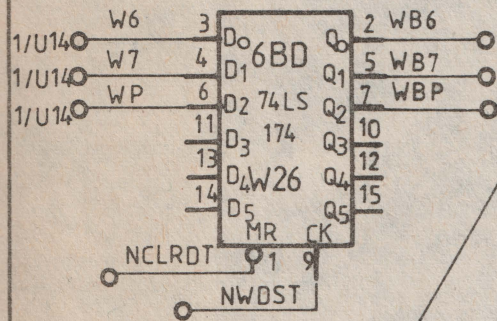 W6 3 2 WB6
1/U14 D0 6BD Q0
W7 4 5 WB7
1/U14 D1 Q1
WP 6 74LS 7 WBP
1/U14 D2 Q2
11 174 10
D3 Q3
13 12
D4 W26 Q4
14 15
D5 Q5
MR CK
NCLRDT 1 9
NWDST